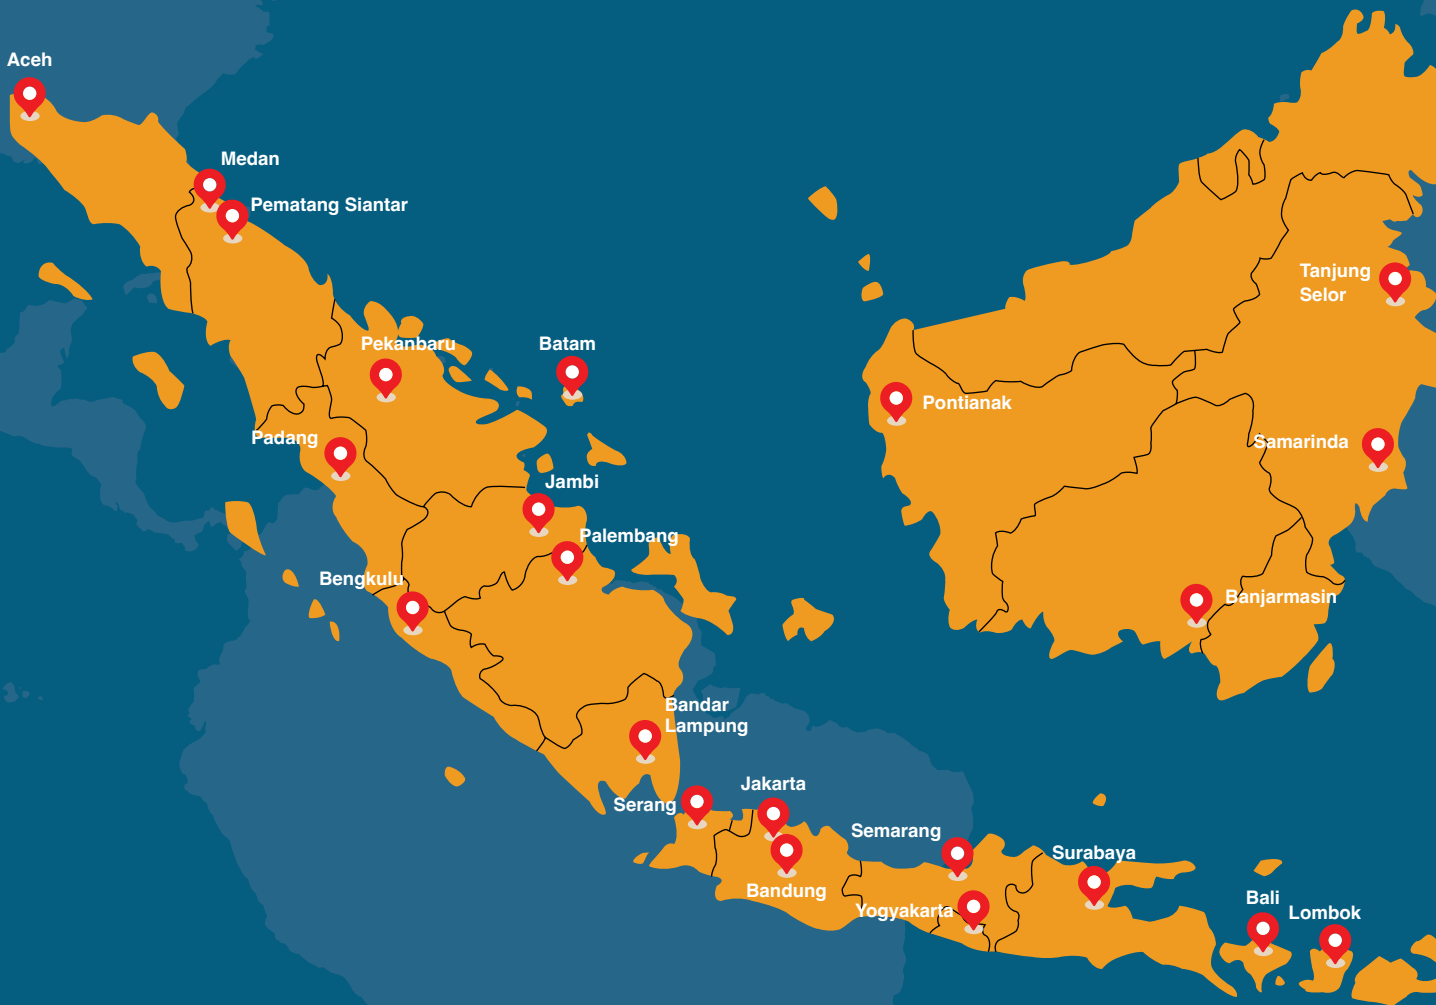 Aceh
Medan
Pematang Siantar
Pekanbaru
Batam
Tanjung
Selor
Pontianak
Padang
Samarinda
Jambi
Palembang
Bengkulu
Banjarmasin
Bandar
Lampung
Jakarta
Serang
Semarang
Surabaya
Bandung
Yogyakarta
Bali
Lombok